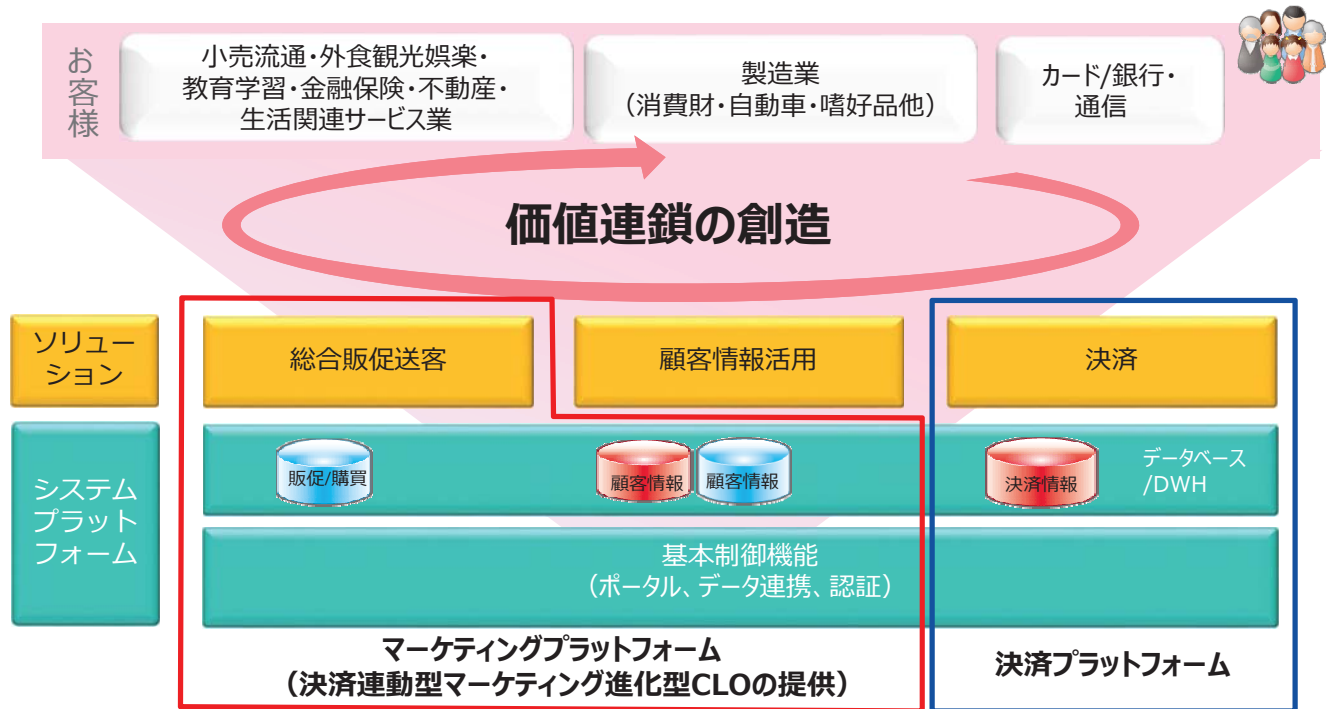 お客様
小売流通・外食観光娯楽・
教育学習・金融保険・不動産・
生活関連サービス業
製造業
（消費財・自動車・嗜好品他）
カード/銀行・
通信
価値連鎖の創造
ソリュー
ション
総合販促送客
顧客情報活用
決済
システム
プラット
フォーム
販促/購買
顧客情報
顧客情報
決済情報
データベース
/DWH
基本制御機能
（ポータル、データ連携、認証）
マーケティングプラットフォーム
（決済連動型マーケティング進化型CLOの提供）
決済プラットフォーム